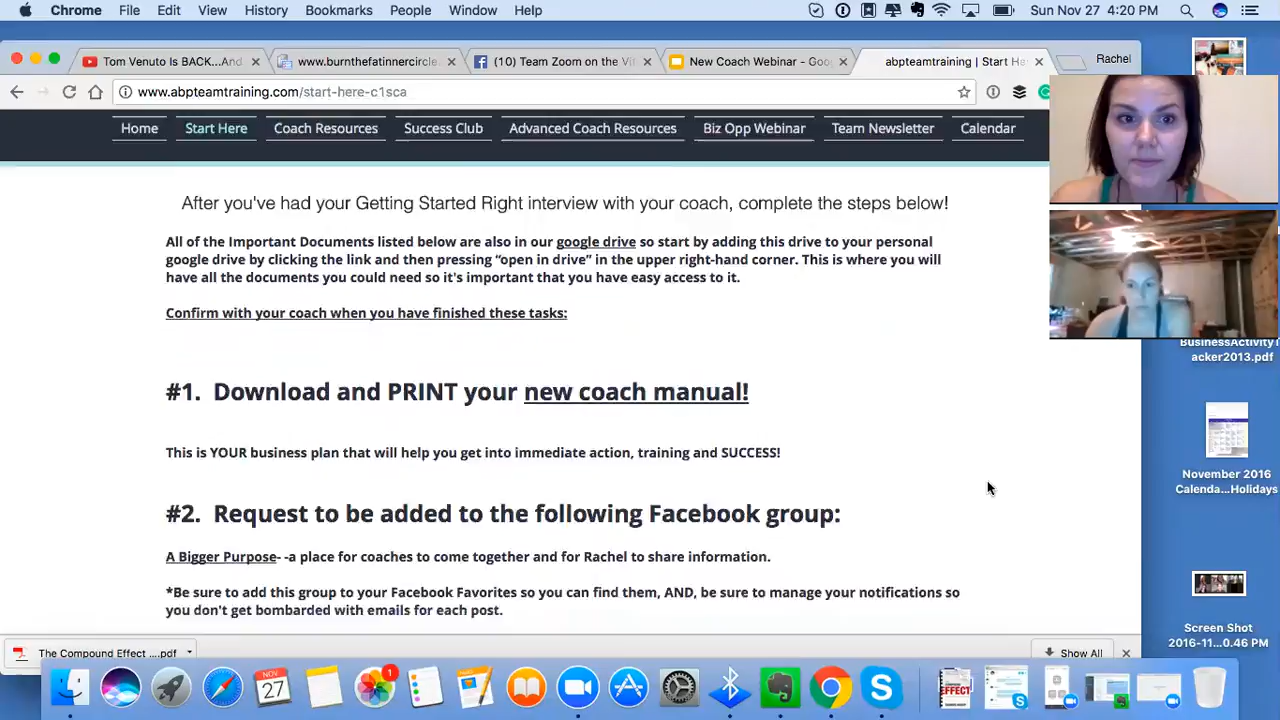 Chrome File Edit View History Bookmarks People Window Help Sun Nov 27 4:20 PM
Tom Venuto Is BACK...And www.burnthefatinnercircle. (10) Team Zoom on the Vi New Coach Webinar - Goo abpteamtraining | Start He Rachel
www.abpteamtraining.com/start-here-c1sca
Home Start Here Coach Resources Success Club Advanced Coach Resources Biz Opp Webinar Team Newsletter Calendar
After you've had your Getting Started Right interview with your coach, complete the steps below!
All of the Important Documents listed below are also in our google drive so start by adding this drive to your personal
google drive by clicking the link and then pressing “open in drive” in the upper right-hand corner. This is where you will
have all the documents you could need so it's important that you have easy access to it.
Confirm with your coach when you have finished these tasks:
#1. Download and PRINT your new coach manual!
This is YOUR business plan that will help you get into immediate action, training and SUCCESS!
#2. Request to be added to the following Facebook group:
A Bigger Purpose- -a place for coaches to come together and for Rachel to share information.
*Be sure to add this group to your Facebook Favorites so you can find them, AND, be sure to manage your notifications so
you don't get bombarded with emails for each post.
BusinessActivityT
acker2013.pdf
November 2016
Calenda...Holidays
Screen Shot
2016-11...0.46 PM
The Compound Effect ....pdf Show All
NOV
27
1
EFFECT